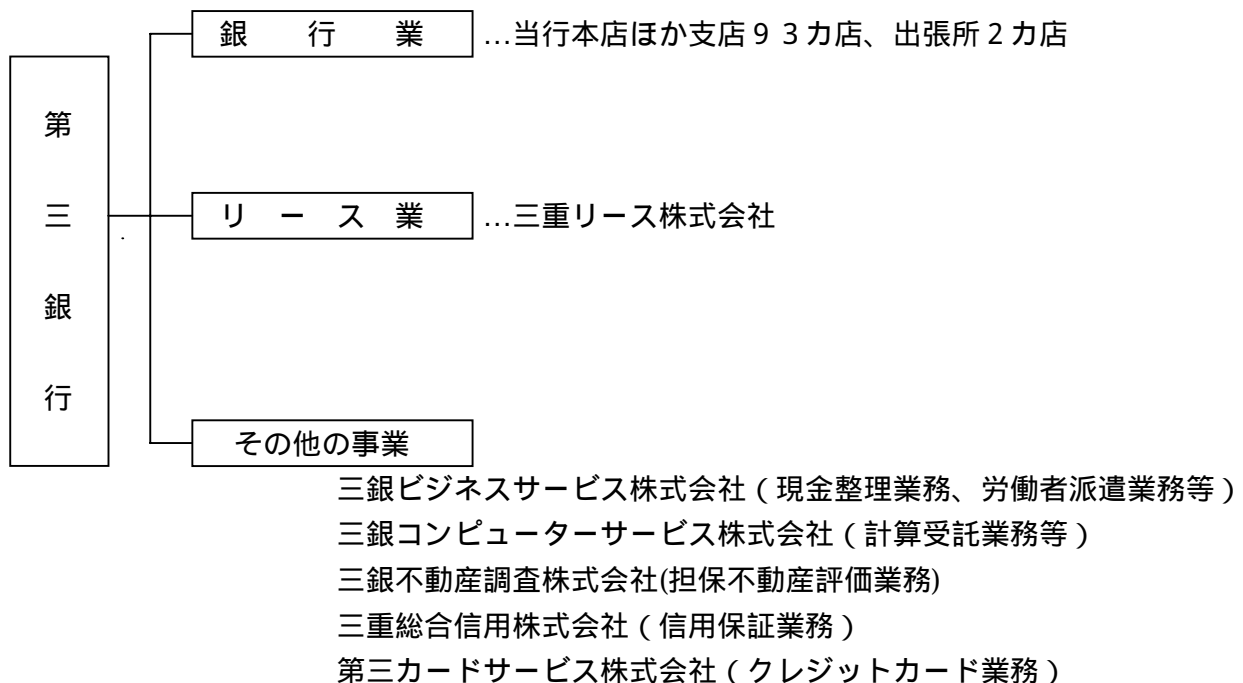 銀行業 …当行本店ほか支店93カ店、出張所2カ店
第三銀行
リース業 …三重リース株式会社
その他の事業
三銀ビジネスサービス株式会社(現金整理業務、労働者派遣業務等)
三銀コンピューターサービス株式会社(計算受託業務等)
三銀不動産調査株式会社(担保不動産評価業務)
三重総合信用株式会社(信用保証業務)
第三カードサービス株式会社(クレジットカード業務)